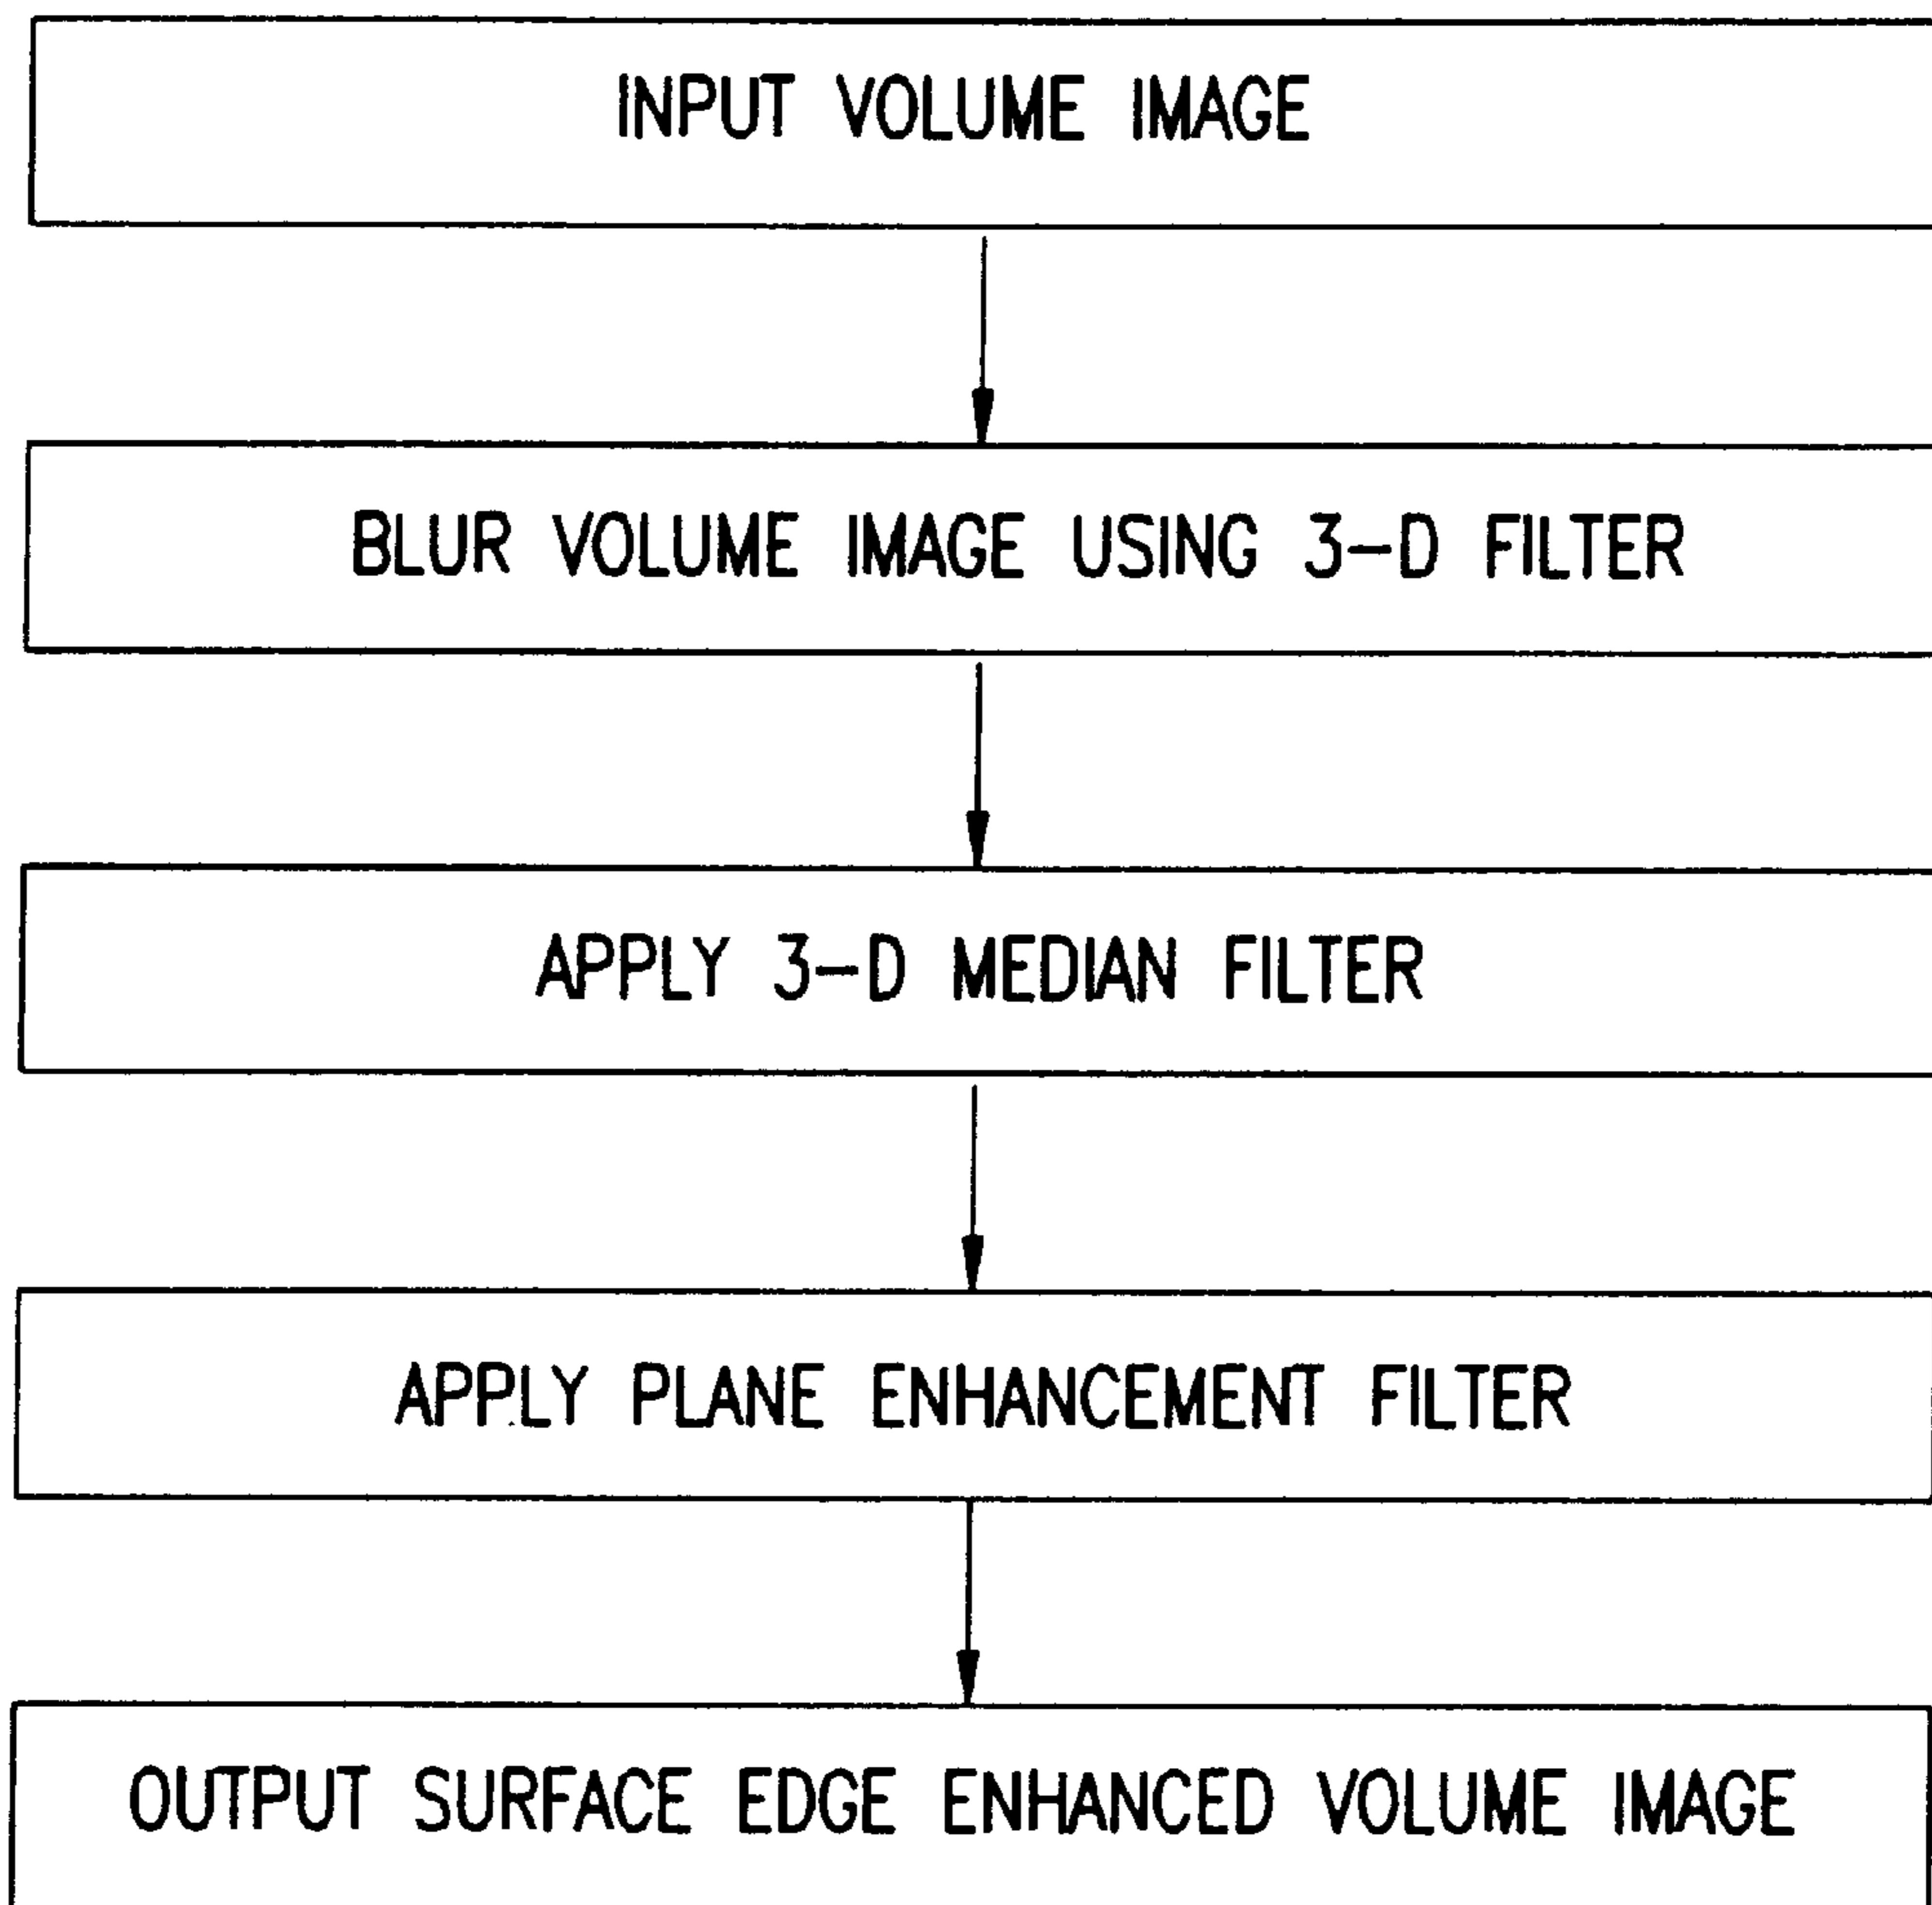 INPUT VOLUME IMAGE
BLUR VOLUME IMAGE USING 3-D FILTER
APPLY 3-D MEDIAN FILTER
APPLY PLANE ENHANCEMENT FILTER
OUTPUT SURFACE EDGE ENHANCED VOLUME IMAGE